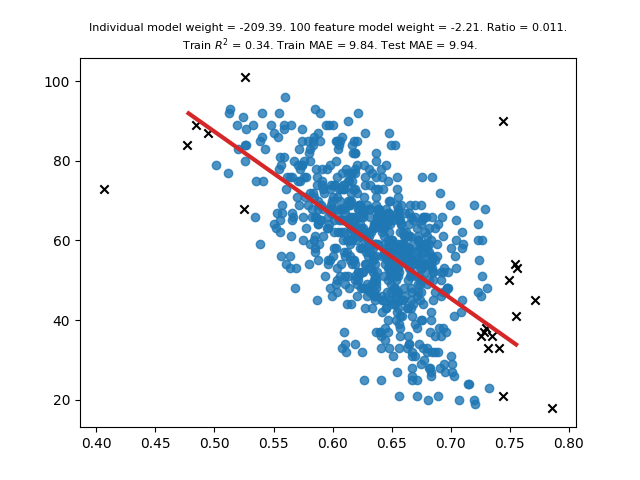 Individual model weight = -209.39. 100 feature model weight = -2.21. Ratio = 0.011.
Train R² = 0.34. Train MAE = 9.84. Test MAE = 9.94.
100
80
60
40
20
0.40 0.45 0.50 0.55 0.60 0.65 0.70 0.75 0.80